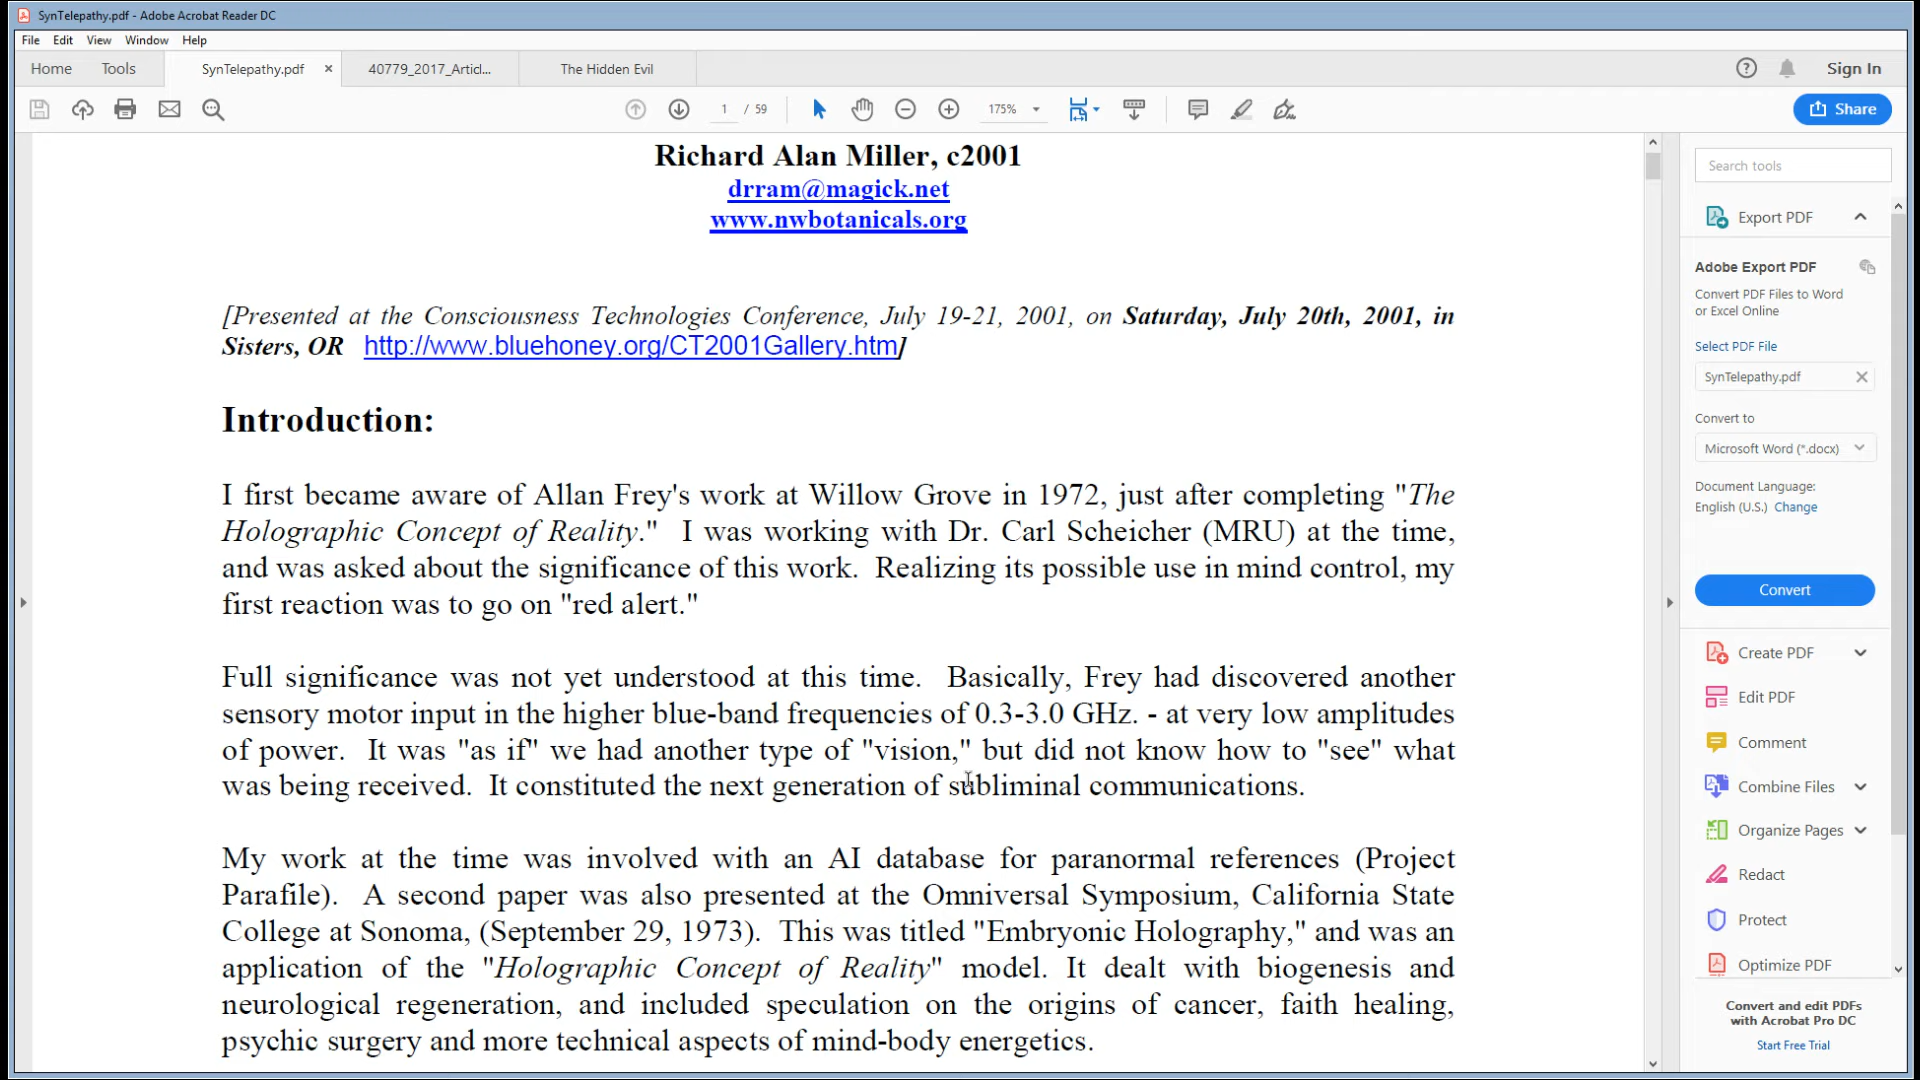 SynTelepathy.pdf - Adobe Acrobat Reader DC
File Edit View Window Help
Home Tools SynTelepathy.pdf × 40779_2017_Articl... The Hidden Evil Sign In
1 / 59 175% Share
Richard Alan Miller, c2001
drram@magick.net
www.nwbotanicals.org
[Presented at the Consciousness Technologies Conference, July 19-21, 2001, on Saturday, July 20th, 2001, in
Sisters, OR http://www.bluehoney.org/CT2001Gallery.htm]
Introduction:
I first became aware of Allan Frey's work at Willow Grove in 1972, just after completing "The
Holographic Concept of Reality." I was working with Dr. Carl Scheicher (MRU) at the time,
and was asked about the significance of this work. Realizing its possible use in mind control, my
first reaction was to go on "red alert."
Full significance was not yet understood at this time. Basically, Frey had discovered another
sensory motor input in the higher blue-band frequencies of 0.3-3.0 GHz. - at very low amplitudes
of power. It was "as if" we had another type of "vision," but did not know how to "see" what
was being received. It constituted the next generation of subliminal communications.
My work at the time was involved with an AI database for paranormal references (Project
Parafile). A second paper was also presented at the Omniversal Symposium, California State
College at Sonoma, (September 29, 1973). This was titled "Embryonic Holography," and was an
application of the "Holographic Concept of Reality" model. It dealt with biogenesis and
neurological regeneration, and included speculation on the origins of cancer, faith healing,
psychic surgery and more technical aspects of mind-body energetics.
Search tools
Export PDF
Adobe Export PDF
Convert PDF Files to Word
or Excel Online
Select PDF File
SynTelepathy.pdf
Convert to
Microsoft Word (*.docx)
Document Language:
English (U.S.) Change
Convert
Create PDF
Edit PDF
Comment
Combine Files
Organize Pages
Redact
Protect
Optimize PDF
Convert and edit PDFs
with Acrobat Pro DC
Start Free Trial